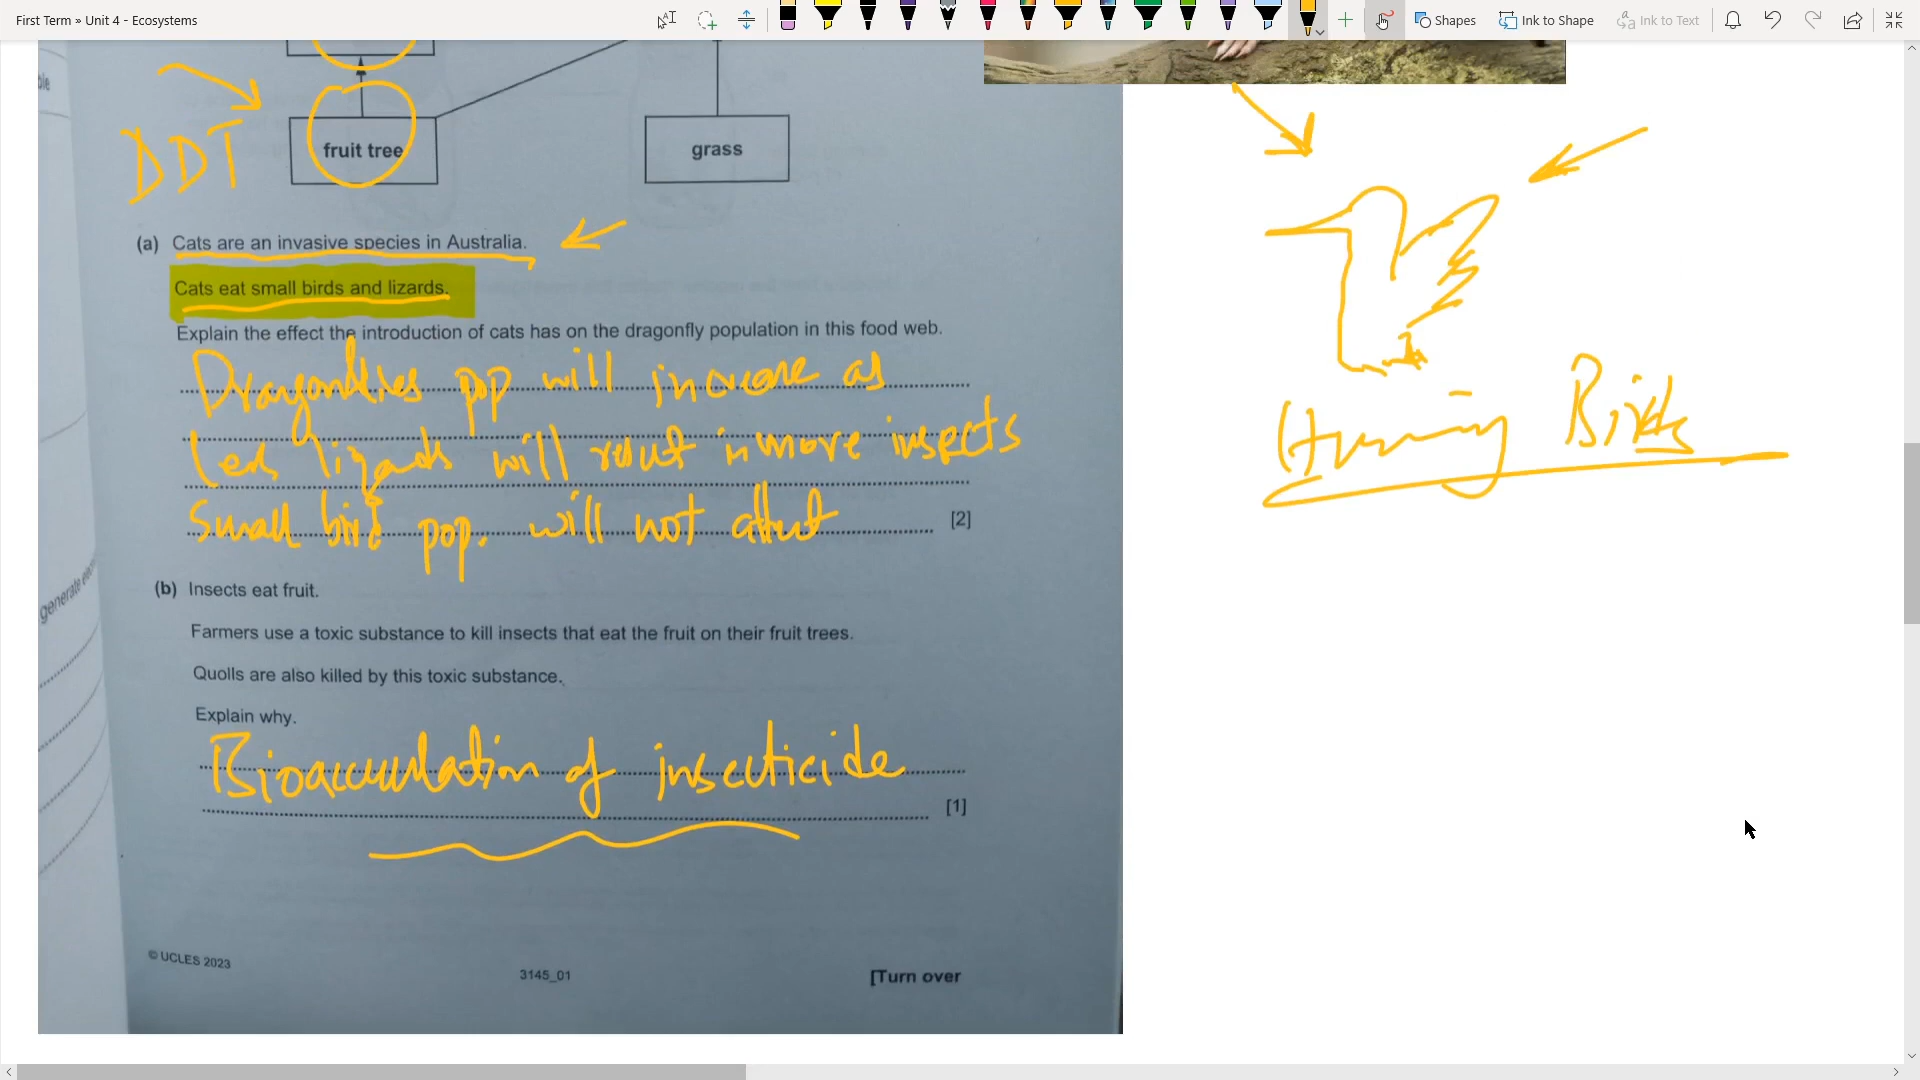 First Term » Unit 4 - Ecosystems
Shapes
Ink to Shape
Ink to Text
DDT
fruit tree
grass
(a) Cats are an invasive species in Australia.
Cats eat small birds and lizards.
Explain the effect the introduction of cats has on the dragonfly population in this food web.
Dragonflies pop will increase as
less lizards will result in more insects
Small bird pop. will not affect
[2]
(b) Insects eat fruit.
Farmers use a toxic substance to kill insects that eat the fruit on their fruit trees.
Quolls are also killed by this toxic substance.
Explain why.
Bioaccumulation of insecticide
[1]
© UCLES 2023
3145_01
[Turn over
generate
Birds